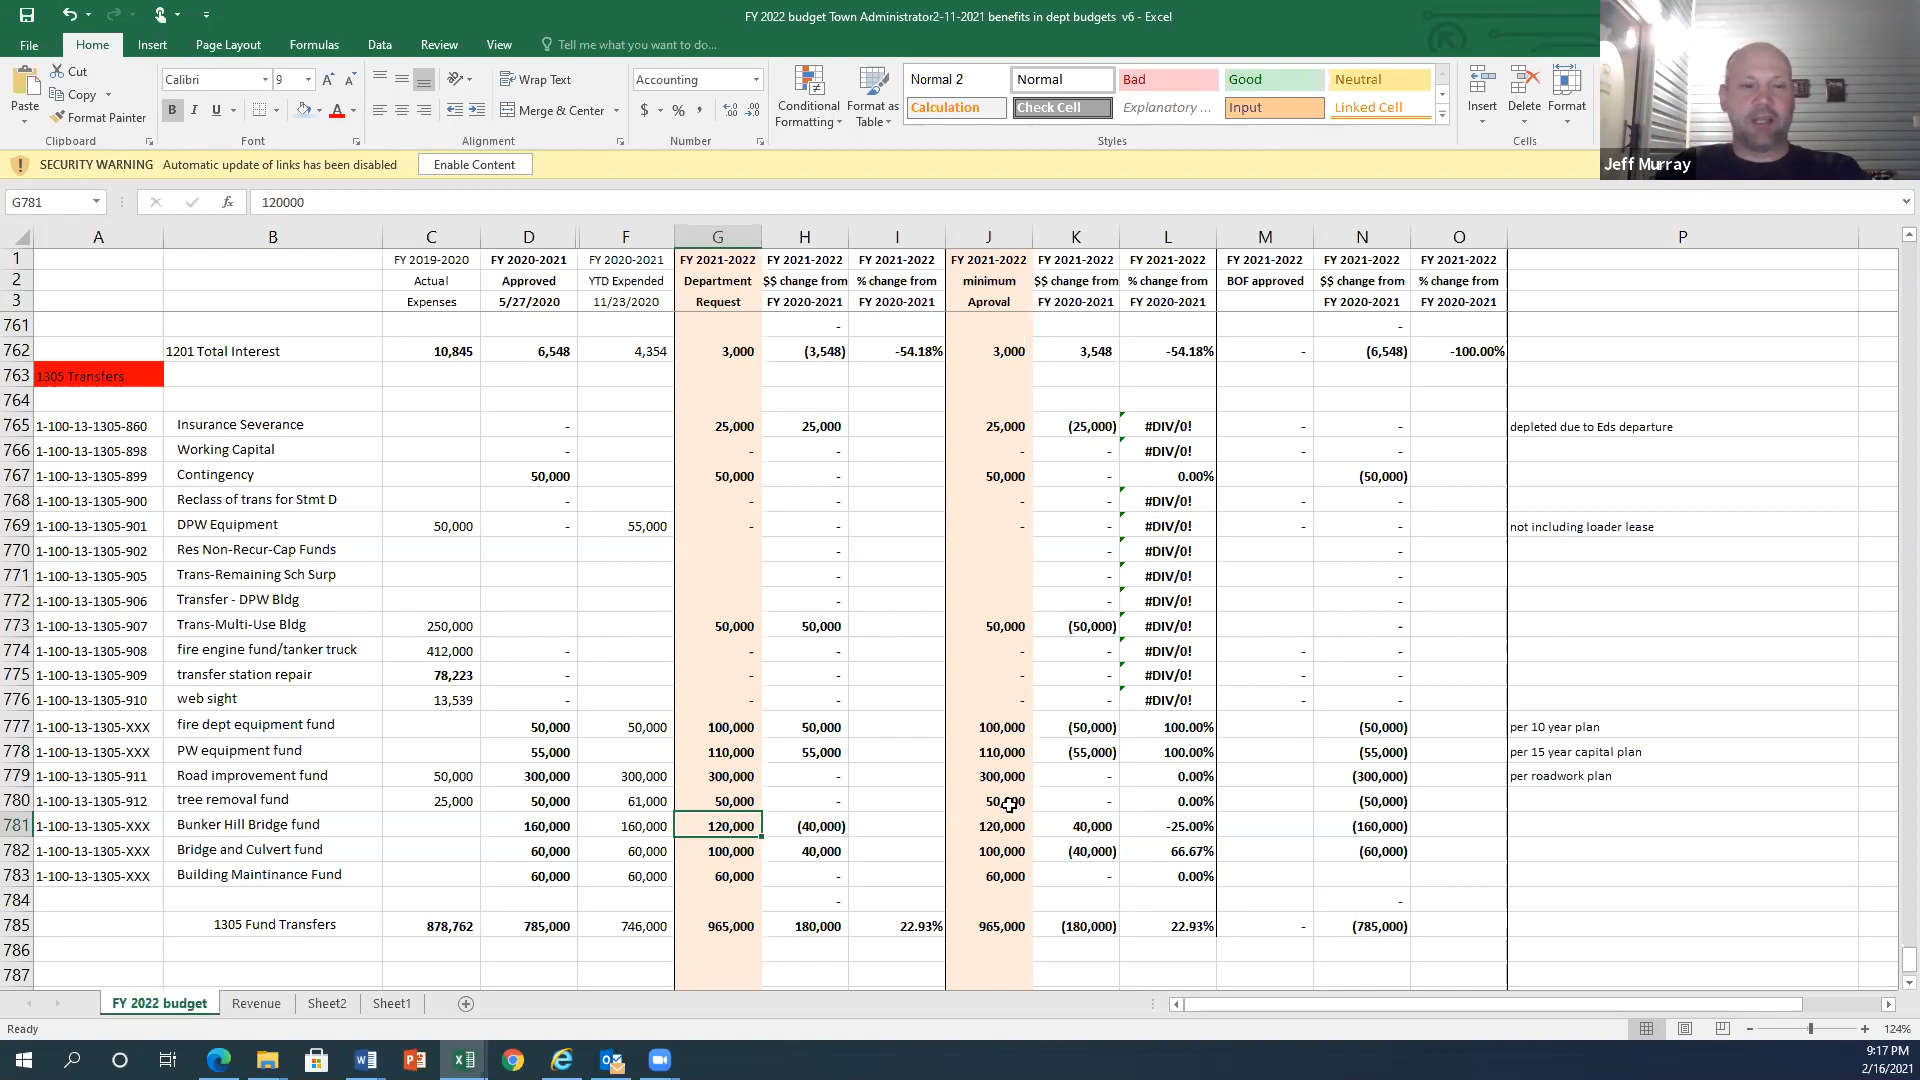 FY 2022 budget Town Administrator2-11-2021 benefits in dept budgets v6 - Excel
File Home Insert Page Layout Formulas Data Review View Tell me what you want to do...
Cut Calibri 9 Wrap Text Accounting Normal 2 Normal Bad Good Neutral
Paste Copy Format Painter B I U Merge & Center $ % Conditional Formatting Format as Table Calculation Check Cell Explanatory ... Input Linked Cell Insert Delete Format
Clipboard Font Alignment Number Styles Cells
Jeff Murray
SECURITY WARNING Automatic update of links has been disabled Enable Content
G781 fx 120000
A B C D F G H I J K L M N O P
1 FY 2019-2020 FY 2020-2021 FY 2020-2021 FY 2021-2022 FY 2021-2022 FY 2021-2022 FY 2021-2022 FY 2021-2022 FY 2021-2022 FY 2021-2022 FY 2021-2022 FY 2021-2022
2 Actual Approved YTD Expended Department $$ change from % change from minimum $$ change from % change from BOF approved $$ change from % change from
3 Expenses 5/27/2020 11/23/2020 Request FY 2020-2021 FY 2020-2021 Aproval FY 2020-2021 FY 2020-2021 FY 2020-2021 FY 2020-2021
761 - -
762 1201 Total Interest 10,845 6,548 4,354 3,000 (3,548) -54.18% 3,000 3,548 -54.18% - (6,548) -100.00%
763 1305 Transfers
764
765 1-100-13-1305-860 Insurance Severance - 25,000 25,000 25,000 (25,000) #DIV/0! - - depleted due to Eds departure
766 1-100-13-1305-898 Working Capital - - - - - #DIV/0! - -
767 1-100-13-1305-899 Contingency 50,000 50,000 - 50,000 - 0.00% (50,000)
768 1-100-13-1305-900 Reclass of trans for Stmt D - - - - - #DIV/0! - -
769 1-100-13-1305-901 DPW Equipment 50,000 - 55,000 - - - - #DIV/0! - - not including loader lease
770 1-100-13-1305-902 Res Non-Recur-Cap Funds - - #DIV/0! -
771 1-100-13-1305-905 Trans-Remaining Sch Surp - - #DIV/0! -
772 1-100-13-1305-906 Transfer - DPW Bldg - - #DIV/0! -
773 1-100-13-1305-907 Trans-Multi-Use Bldg 250,000 50,000 50,000 50,000 (50,000) #DIV/0! -
774 1-100-13-1305-908 fire engine fund/tanker truck 412,000 - - - - - #DIV/0! - -
775 1-100-13-1305-909 transfer station repair 78,223 - - - - - #DIV/0! - -
776 1-100-13-1305-910 web sight 13,539 - - - - - #DIV/0! - -
777 1-100-13-1305-XXX fire dept equipment fund 50,000 50,000 100,000 50,000 100,000 (50,000) 100.00% (50,000) per 10 year plan
778 1-100-13-1305-XXX PW equipment fund 55,000 110,000 55,000 110,000 (55,000) 100.00% (55,000) per 15 year capital plan
779 1-100-13-1305-911 Road improvement fund 50,000 300,000 300,000 300,000 - 300,000 - 0.00% (300,000) per roadwork plan
780 1-100-13-1305-912 tree removal fund 25,000 50,000 61,000 50,000 - 50,000 - 0.00% (50,000)
781 1-100-13-1305-XXX Bunker Hill Bridge fund 160,000 160,000 120,000 (40,000) 120,000 40,000 -25.00% (160,000)
782 1-100-13-1305-XXX Bridge and Culvert fund 60,000 60,000 100,000 40,000 100,000 (40,000) 66.67% (60,000)
783 1-100-13-1305-XXX Building Maintinance Fund 60,000 60,000 60,000 - 60,000 - 0.00%
784 - -
785 1305 Fund Transfers 878,762 785,000 746,000 965,000 180,000 22.93% 965,000 (180,000) 22.93% - (785,000)
786
787
FY 2022 budget Revenue Sheet2 Sheet1
Ready 124%
9:17 PM
2/16/2021